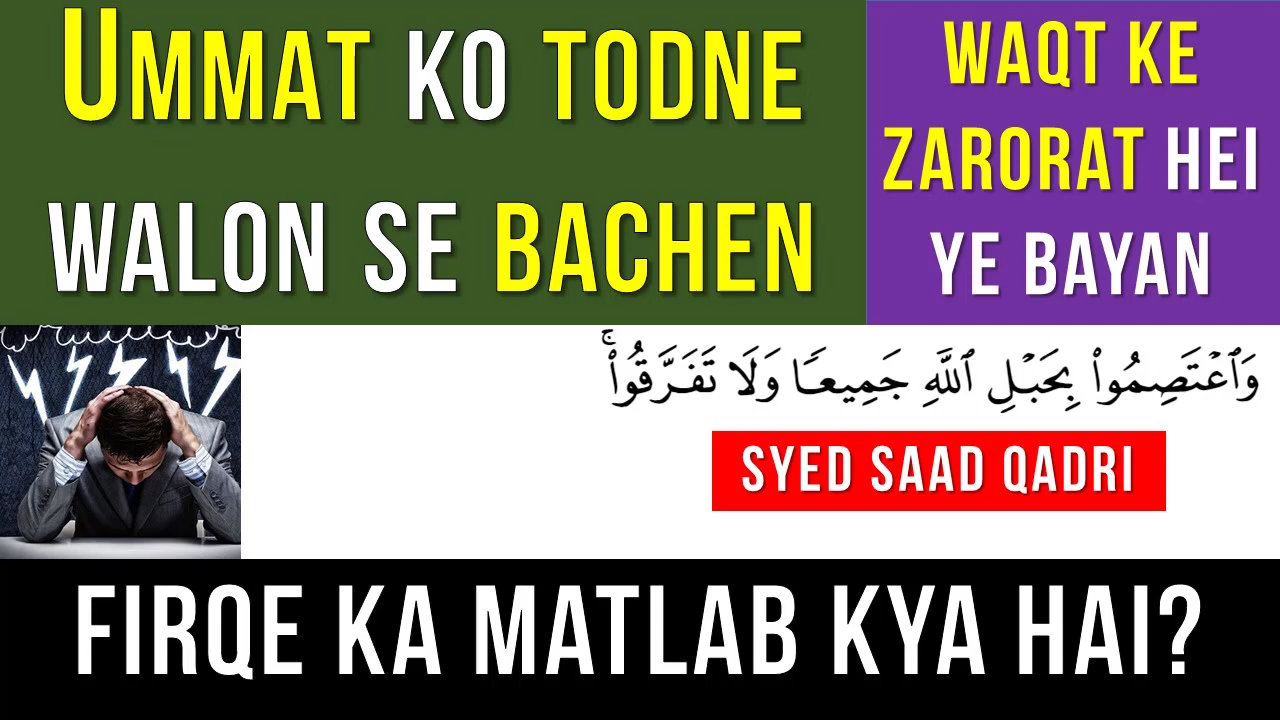 UMMAT KO TODNE
WALON SE BACHEN
WAQT KE
ZARORAT HEI
YE BAYAN
وَٱعْتَصِمُوا۟ بِحَبْلِ ٱللَّهِ جَمِيعًا وَلَا تَفَرَّقُوا۟ ۚ
SYED SAAD QADRI
FIRQE KA MATLAB KYA HAI?